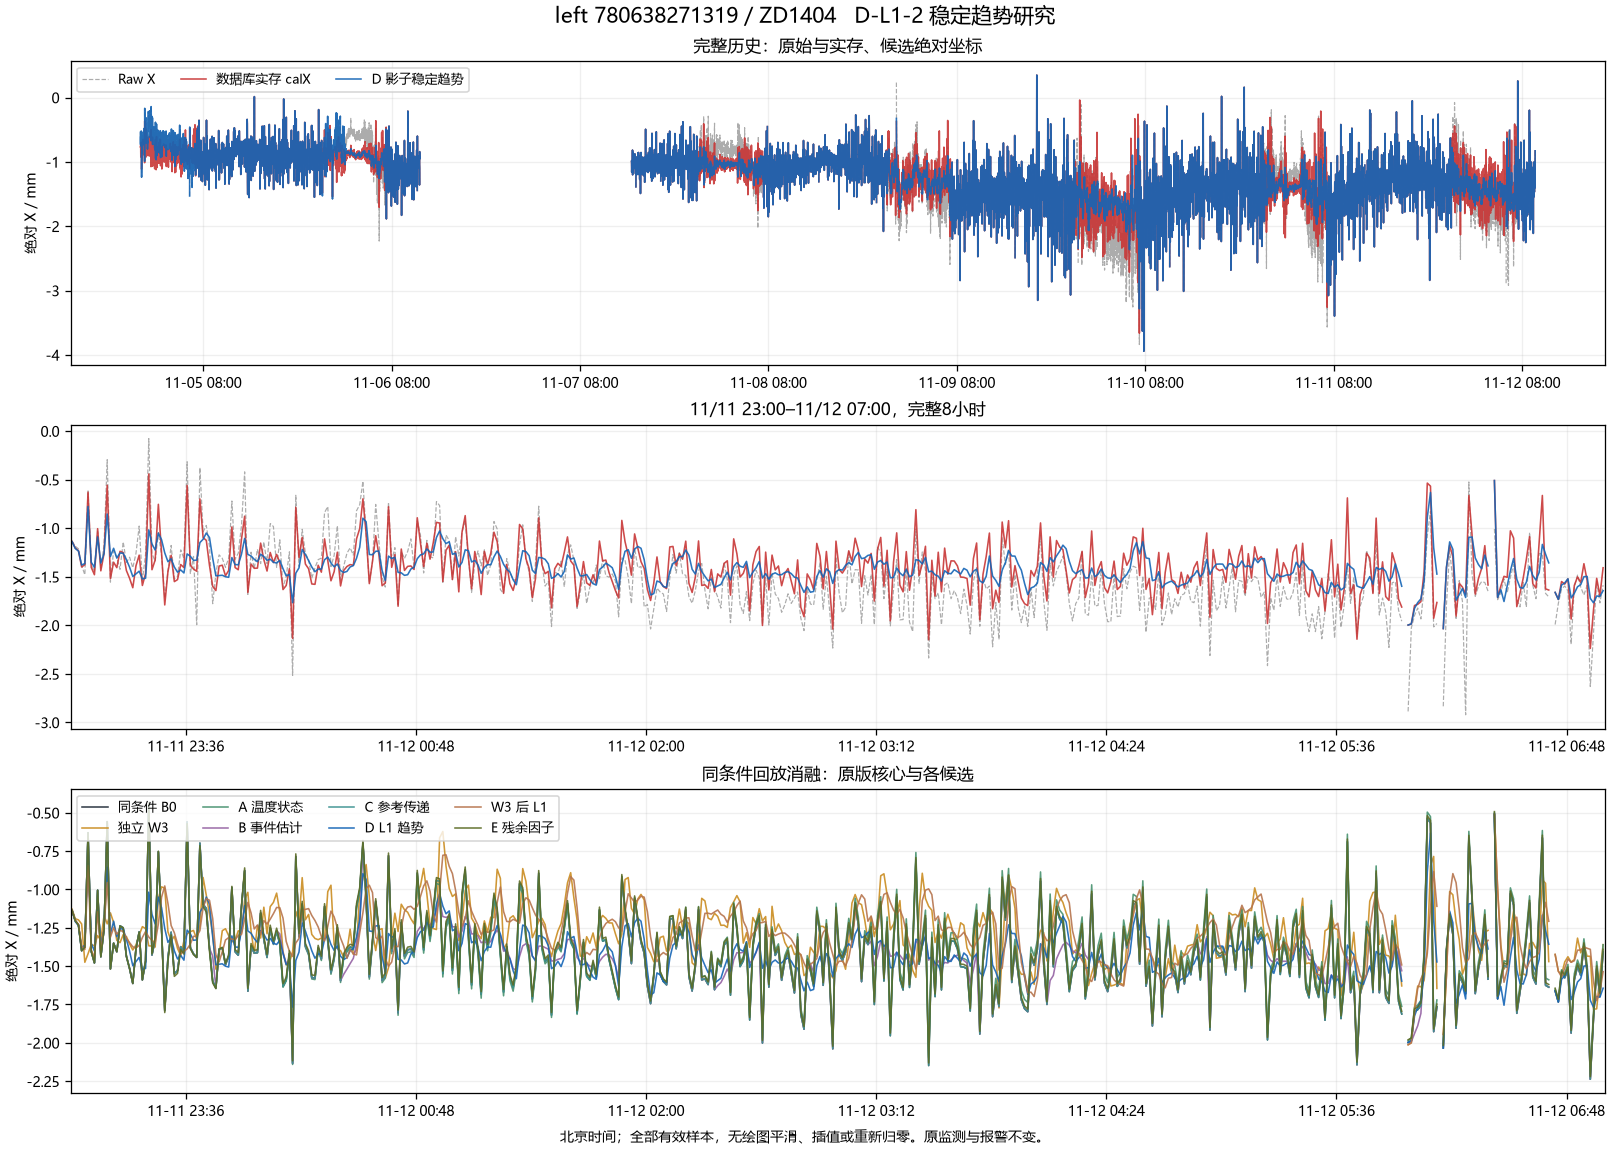 left 780638271319 / ZD1404   D-L1-2 稳定趋势研究
完整历史：原始与实存、候选绝对坐标
Raw X
数据库实存 calX
D 影子稳定趋势
绝对 X / mm
0
-1
-2
-3
-4
11-05 08:00
11-06 08:00
11-07 08:00
11-08 08:00
11-09 08:00
11-10 08:00
11-11 08:00
11-12 08:00
11/11 23:00–11/12 07:00，完整8小时
绝对 X / mm
0.0
-0.5
-1.0
-1.5
-2.0
-2.5
-3.0
11-11 23:36
11-12 00:48
11-12 02:00
11-12 03:12
11-12 04:24
11-12 05:36
11-12 06:48
同条件回放消融：原版核心与各候选
同条件 B0
A 温度状态
C 参考传递
W3 后 L1
独立 W3
B 事件估计
D L1 趋势
E 残余因子
绝对 X / mm
-0.50
-0.75
-1.00
-1.25
-1.50
-1.75
-2.00
-2.25
11-11 23:36
11-12 00:48
11-12 02:00
11-12 03:12
11-12 04:24
11-12 05:36
11-12 06:48
北京时间；全部有效样本，无绘图平滑、插值或重新归零。原监测与报警不变。